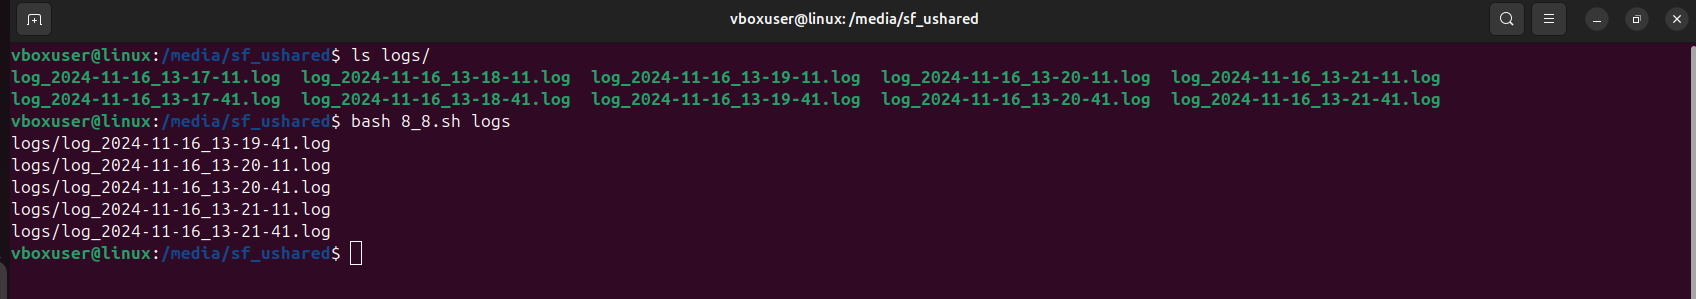 vboxuser@linux: /media/sf_ushared
vboxuser@linux:/media/sf_ushared$ ls logs/
log_2024-11-16_13-17-11.log  log_2024-11-16_13-18-11.log  log_2024-11-16_13-19-11.log  log_2024-11-16_13-20-11.log  log_2024-11-16_13-21-11.log
log_2024-11-16_13-17-41.log  log_2024-11-16_13-18-41.log  log_2024-11-16_13-19-41.log  log_2024-11-16_13-20-41.log  log_2024-11-16_13-21-41.log
vboxuser@linux:/media/sf_ushared$ bash 8_8.sh logs
logs/log_2024-11-16_13-19-41.log
logs/log_2024-11-16_13-20-11.log
logs/log_2024-11-16_13-20-41.log
logs/log_2024-11-16_13-21-11.log
logs/log_2024-11-16_13-21-41.log
vboxuser@linux:/media/sf_ushared$